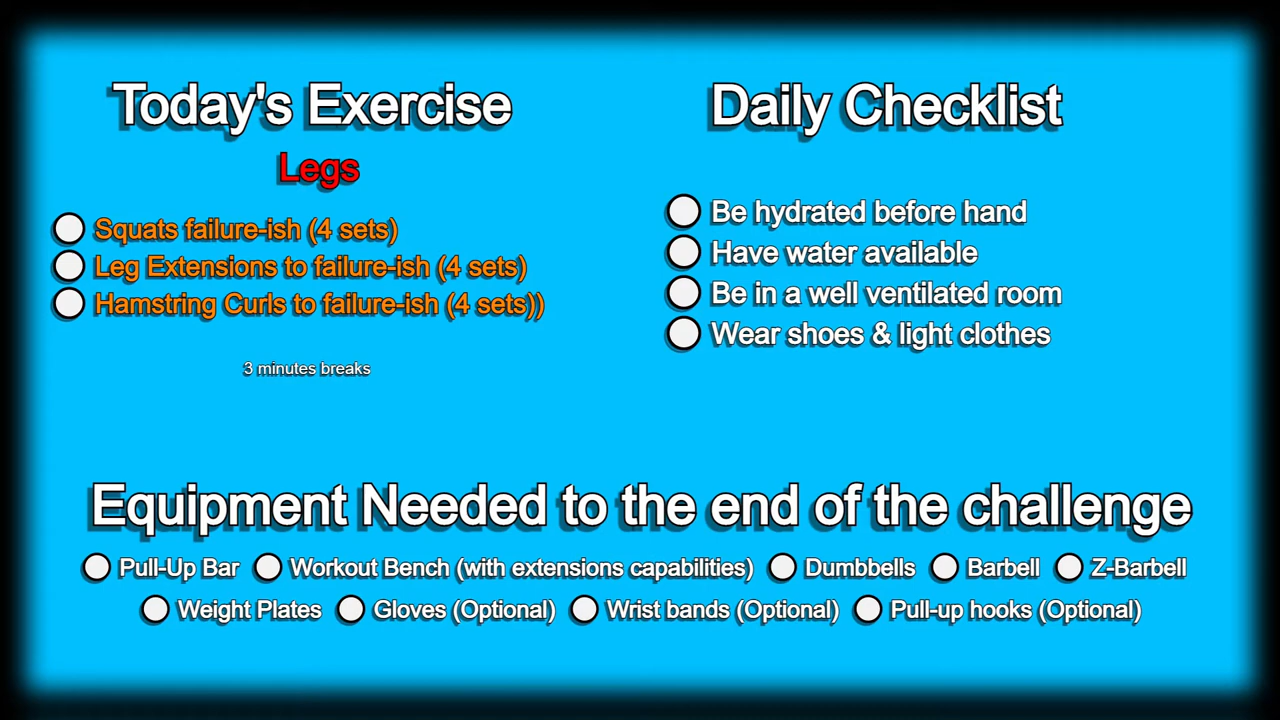 Today's Exercise
Legs
Squats failure-ish (4 sets)
Leg Extensions to failure-ish (4 sets)
Hamstring Curls to failure-ish (4 sets))
3 minutes breaks
Daily Checklist
Be hydrated before hand
Have water available
Be in a well ventilated room
Wear shoes & light clothes
Equipment Needed to the end of the challenge
Pull-Up Bar Workout Bench (with extensions capabilities) Dumbbells Barbell Z-Barbell
Weight Plates Gloves (Optional) Wrist bands (Optional) Pull-up hooks (Optional)